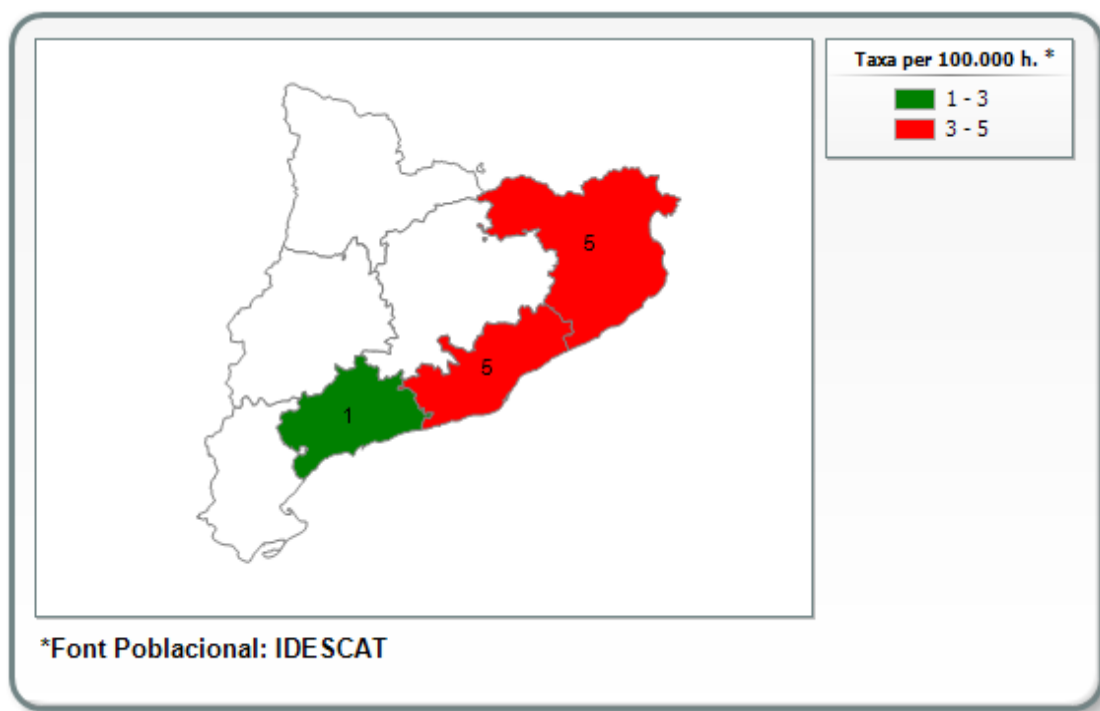 Taxa per 100.000 h. *
1 - 3
3 - 5
5
5
1
*Font Poblacional: IDESCAT